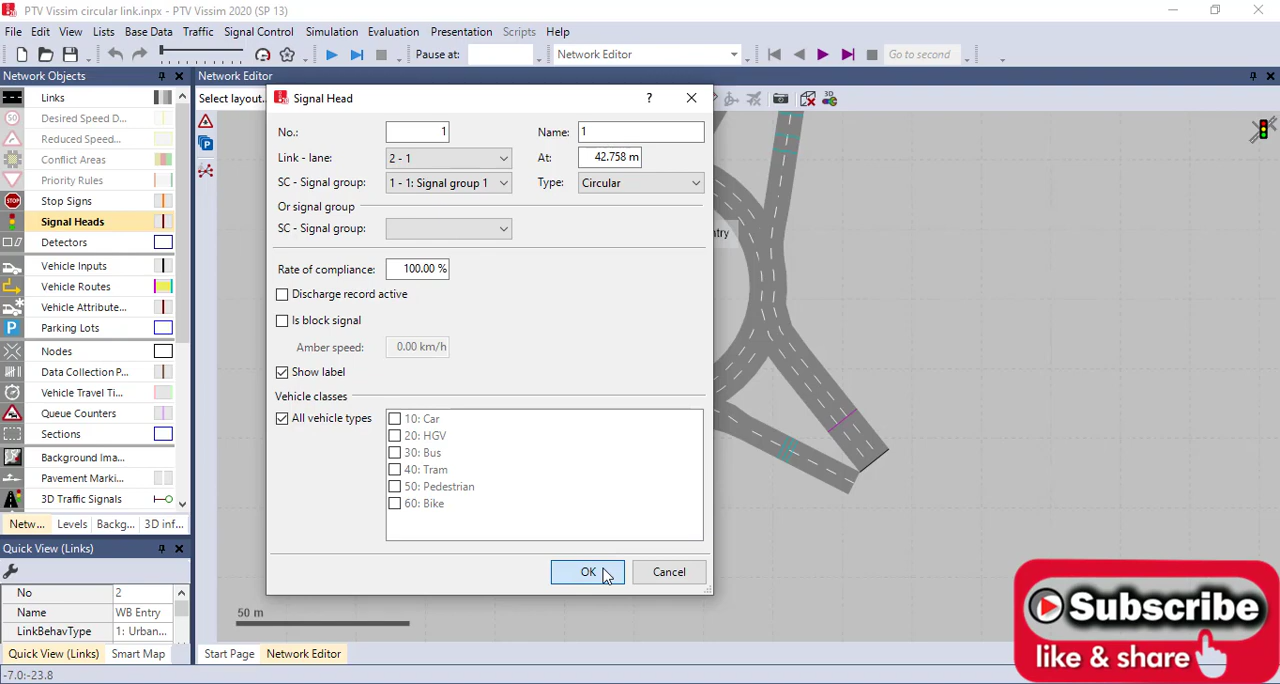 PTV Vissim circular link.inpx - PTV Vissim 2020 (SP 13)
File Edit View Lists Base Data Traffic Signal Control Simulation Evaluation Presentation Scripts Help
Pause at: Network Editor Go to second
Network Objects
Network Editor
Select layout...
Links
Desired Speed D...
Reduced Speed...
Conflict Areas
Priority Rules
Stop Signs
Signal Heads
Detectors
Vehicle Inputs
Vehicle Routes
Vehicle Attribute...
Parking Lots
Nodes
Data Collection P...
Vehicle Travel Ti...
Queue Counters
Sections
Background Ima...
Pavement Markin...
3D Traffic Signals
Netw... Levels Backg... 3D inf...
Quick View (Links)
No 2
Name WB Entry
LinkBehavType 1: Urban...
Quick View (Links) Smart Map
-7.0:-23.8
Signal Head ?
No.: 1 Name: 1
Link - lane: 2 - 1 At: 42.758 m
SC - Signal group: 1 - 1: Signal group 1 Type: Circular
Or signal group
SC - Signal group:
Rate of compliance: 100.00 %
Discharge record active
Is block signal
Amber speed: 0.00 km/h
Show label
Vehicle classes
All vehicle types
10: Car
20: HGV
30: Bus
40: Tram
50: Pedestrian
60: Bike
OK Cancel
ntry
50 m
Start Page Network Editor
Subscribe
like & share